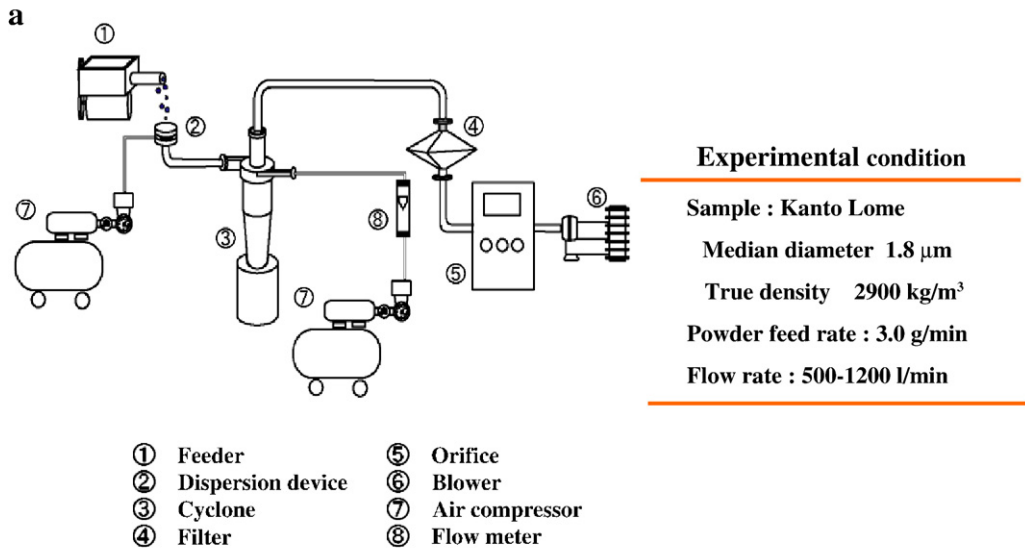 a
①
②
⑦
③
④
⑧
⑤
⑥
⑦
Experimental condition
Sample : Kanto Lome
Median diameter 1.8 μm
True density 2900 kg/m³
Powder feed rate : 3.0 g/min
Flow rate : 500-1200 l/min
① Feeder
② Dispersion device
③ Cyclone
④ Filter
⑤ Orifice
⑥ Blower
⑦ Air compressor
⑧ Flow meter